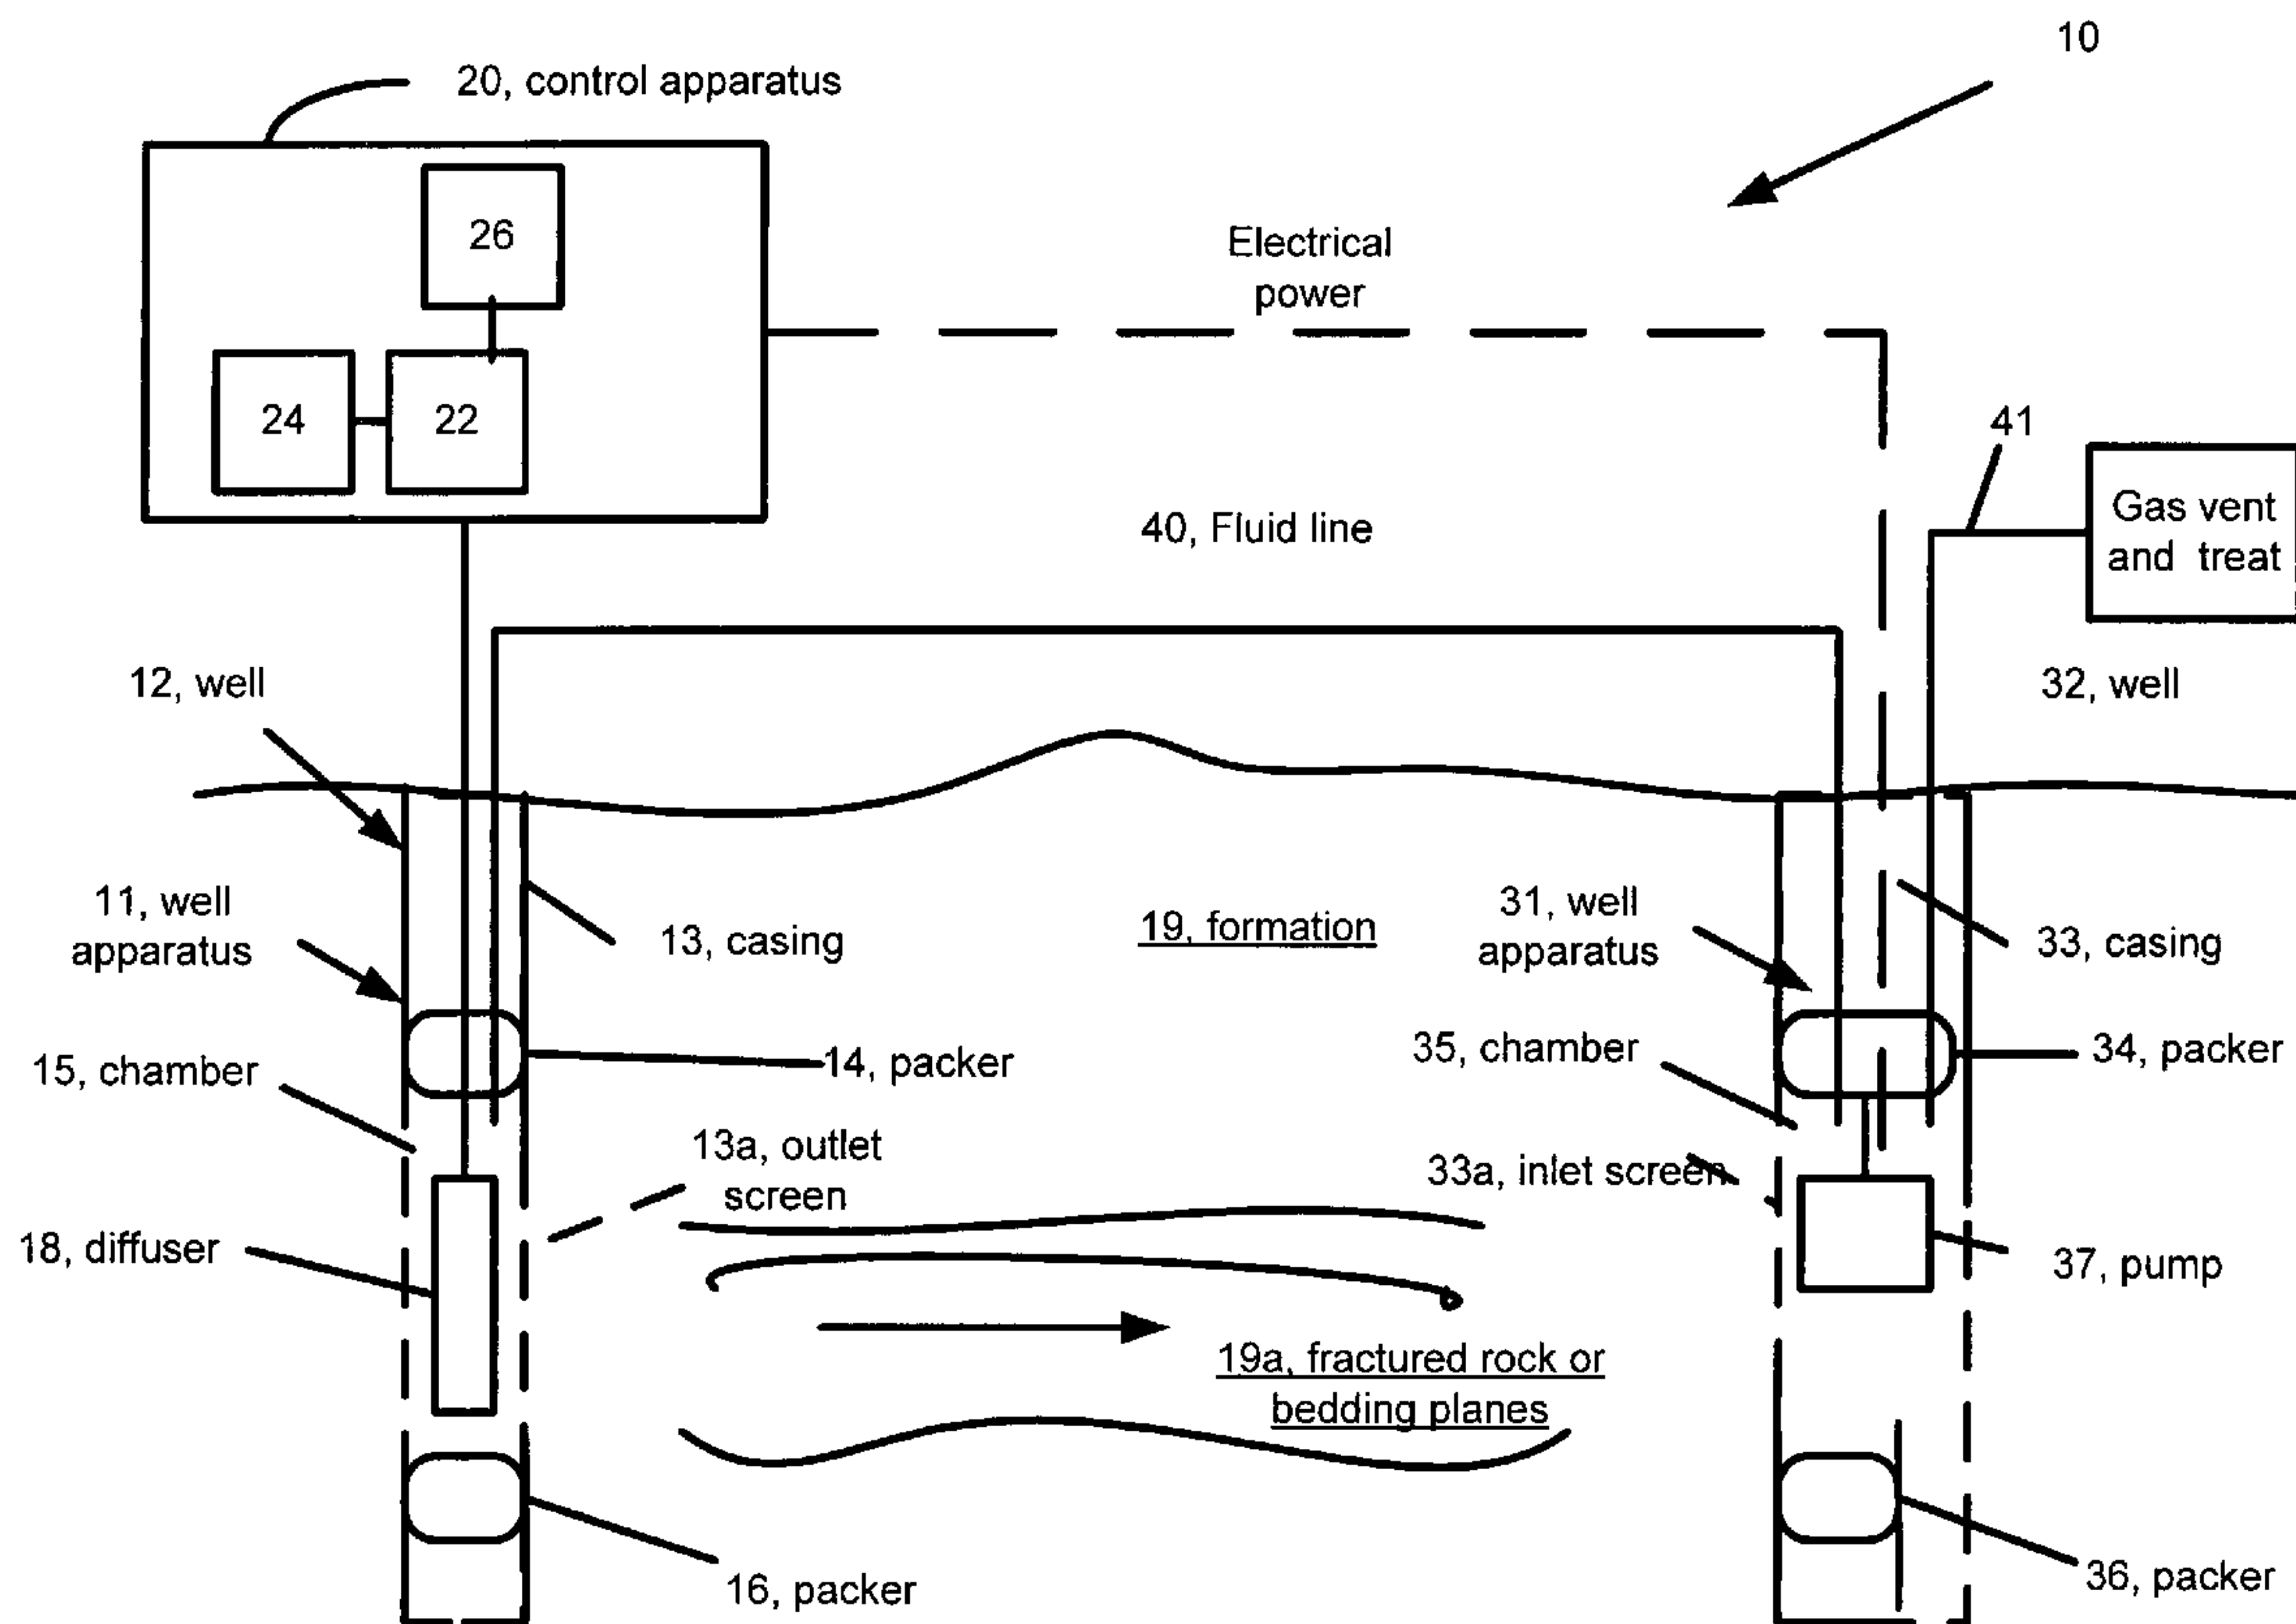 10
20, control apparatus
26
Electrical
power
24
22
41
Gas vent
and treat
40, Fluid line
12, well
32, well
11, well
apparatus
13, casing
19, formation
31, well
apparatus
33, casing
15, chamber
14, packer
35, chamber
34, packer
13a, outlet
screen
33a, inlet screen
18, diffuser
37, pump
19a, fractured rock or
bedding planes
16, packer
36, packer